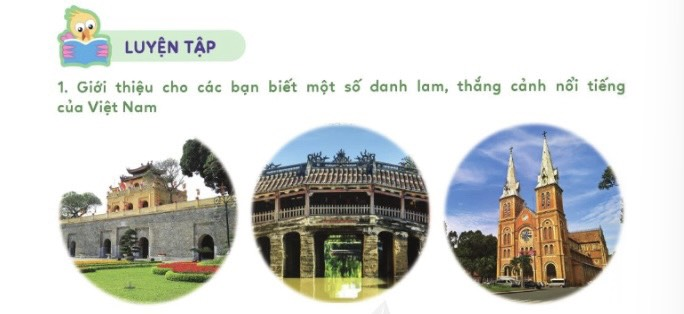 LUYỆN TẬP
1. Giới thiệu cho các bạn biết một số danh lam, thắng cảnh nổi tiếng
của Việt Nam